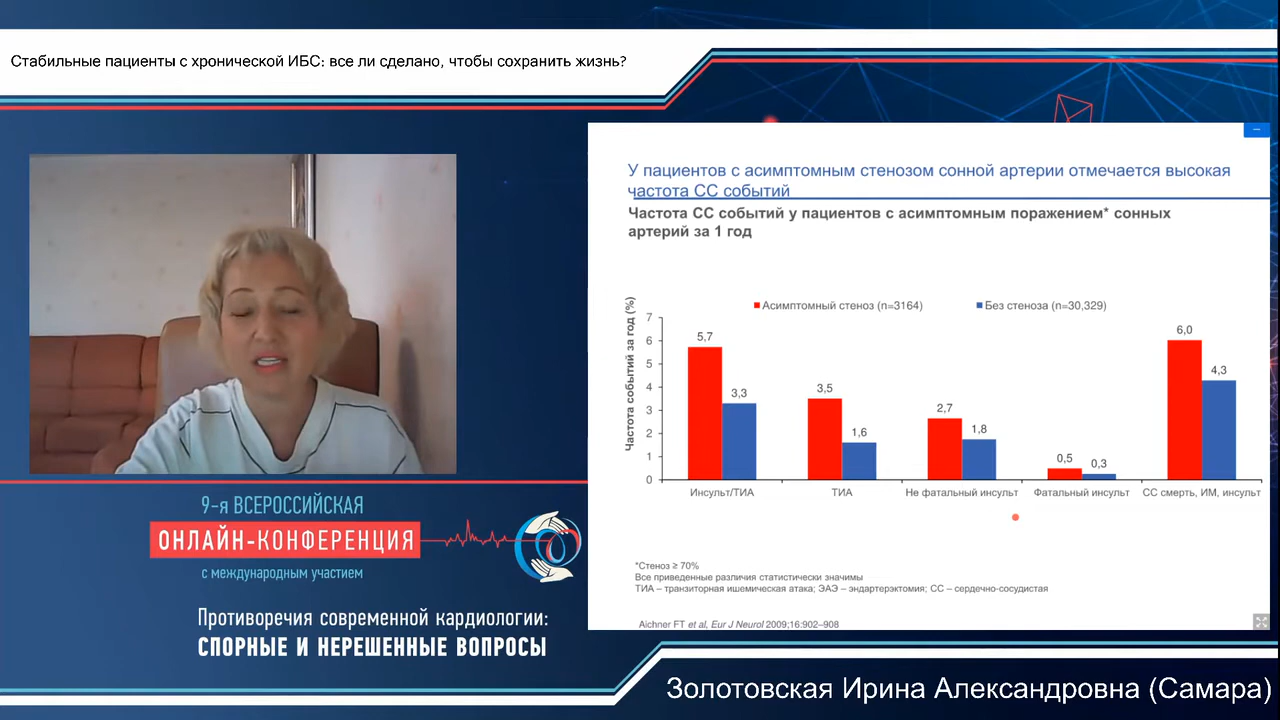 Стабильные пациенты с хронической ИБС: все ли сделано, чтобы сохранить жизнь?
У пациентов с асимптомным стенозом сонной артерии отмечается высокая
частота СС событий
Частота СС событий у пациентов с асимптомным поражением* сонных
артерий за 1 год
Частота событий за год (%)
Асимптомный стеноз (n=3164)
Без стеноза (n=30,329)
7
6
5
4
3
2
1
0
5,7
3,3
3,5
1,6
2,7
1,8
0,5
0,3
6,0
4,3
Инсульт/ТИА
ТИА
Не фатальный инсульт
Фатальный инсульт
СС смерть, ИМ, инсульт
*Стеноз ≥ 70%
Все приведенные различия статистически значимы
ТИА – транзиторная ишемическая атака; ЭАЭ – эндартерэктомия; СС – сердечно-сосудистая
Aichner FT et al, Eur J Neurol 2009;16:902–908
9-я ВСЕРОССИЙСКАЯ
ОНЛАЙН-КОНФЕРЕНЦИЯ
с международным участием
Противоречия современной кардиологии:
СПОРНЫЕ И НЕРЕШЕННЫЕ ВОПРОСЫ
Золотовская Ирина Александровна (Самара)